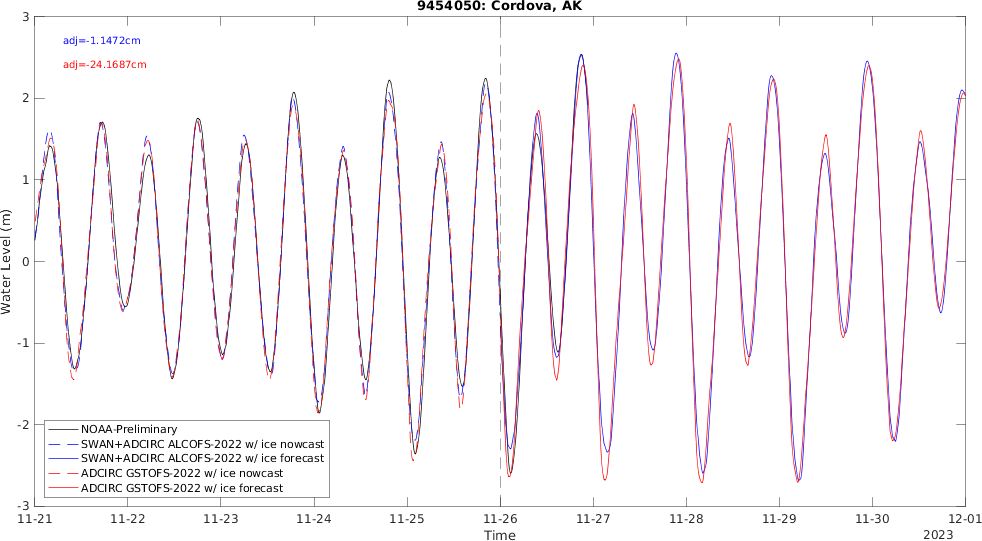 9454050: Cordova, AK
adj=-1.1472cm
adj=-24.1687cm
Water Level (m)
3
2
1
0
-1
-2
-3
NOAA-Preliminary
SWAN+ADCIRC ALCOFS-2022 w/ ice nowcast
SWAN+ADCIRC ALCOFS-2022 w/ ice forecast
ADCIRC GSTOFS-2022 w/ ice nowcast
ADCIRC GSTOFS-2022 w/ ice forecast
11-21 11-22 11-23 11-24 11-25 11-26 11-27 11-28 11-29 11-30 12-01
Time
2023